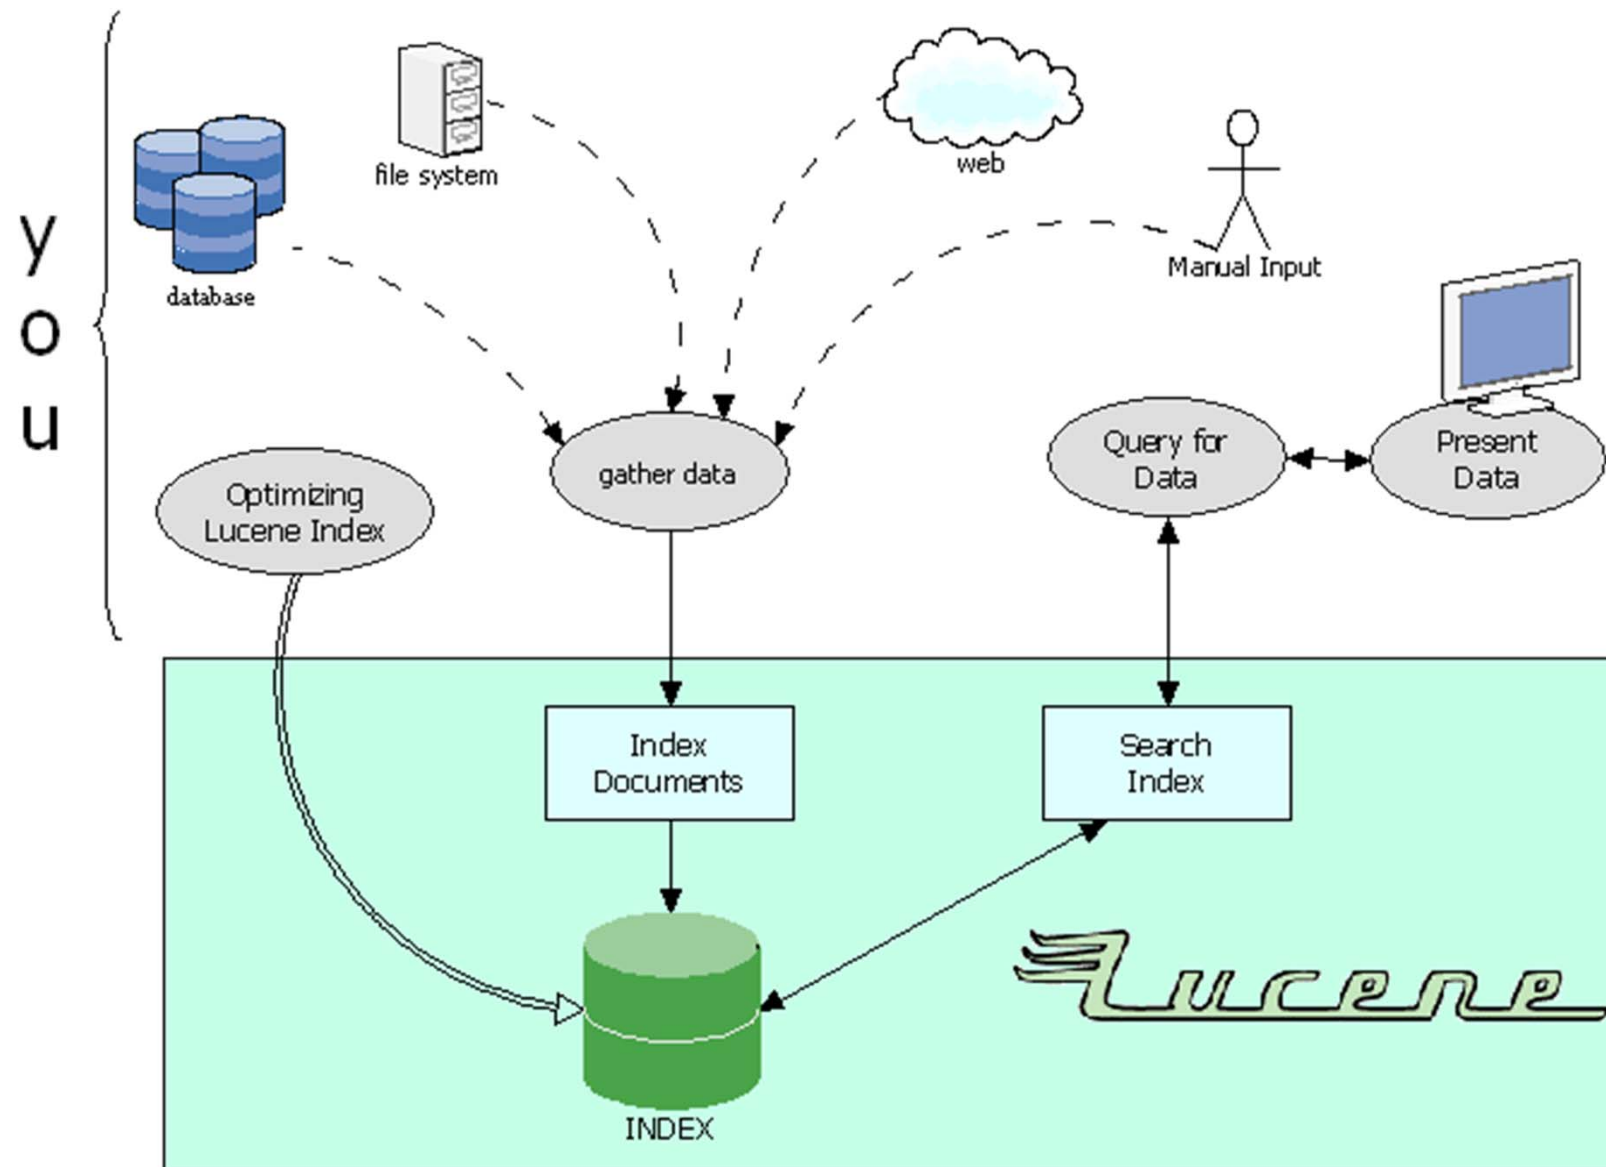 you
file system
web
database
Manual Input
Optimizing
Lucene Index
gather data
Query for
Data
Present
Data
Index
Documents
Search
Index
INDEX
Lucene